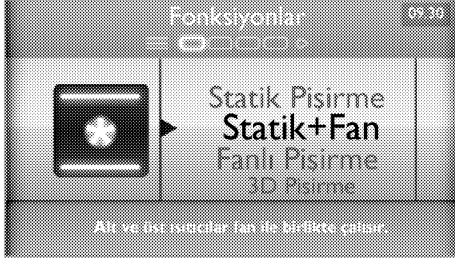 Fonksiyonlar
09:30
Statik Pişirme
Statik+Fan
Fanlı Pişirme
3D Pişirme
Alt ve üst ısıtıcılar fan ile birlikte çalışır.